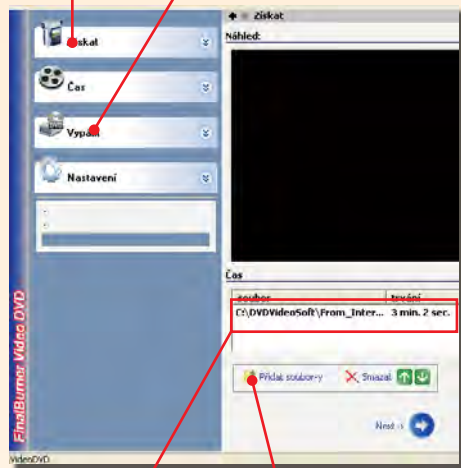 Získat
Získat
Náhled:
Čas
Vypálit
Nastavení
Čas
soubor trvání
C:\DVDVideoSoft\From_Inter... 3 min. 2 sec.
Přidat soubor-y Smazat
Next ->
FinalBurner Video DVD
VideoDVD